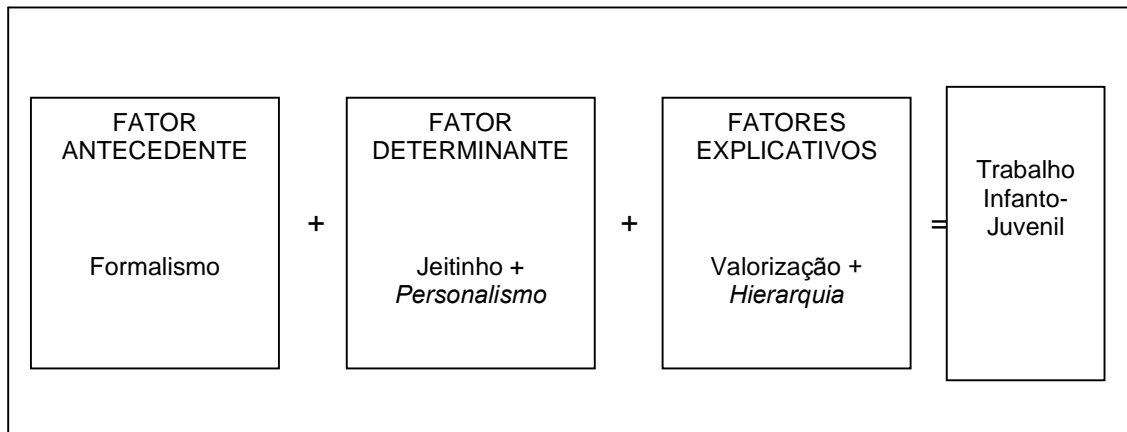 FATOR
ANTECEDENTE
Formalismo
+
FATOR
DETERMINANTE
Jeitinho +
Personalismo
+
FATORES
EXPLICATIVOS
Valorização +
Hierarquia
=
Trabalho
Infanto-
Juvenil